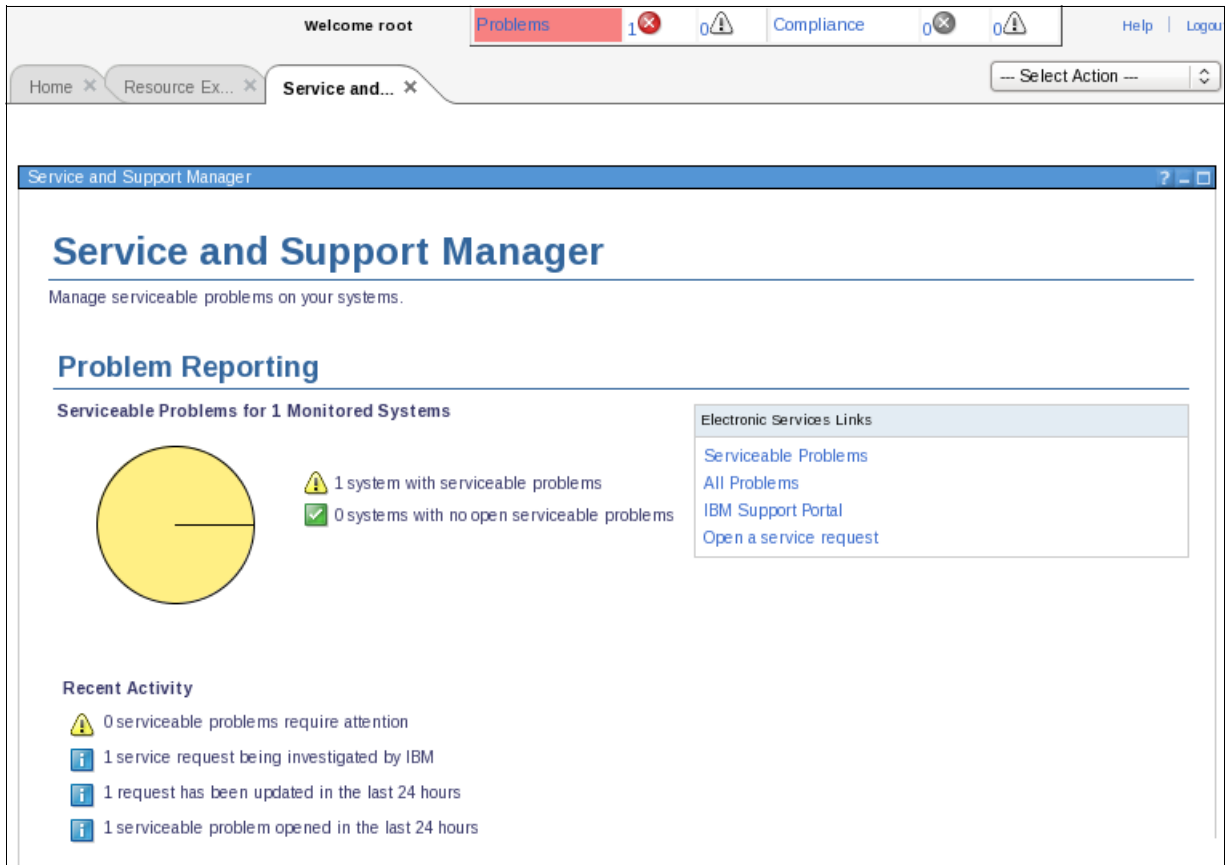 Welcome root Problems 1 0 Compliance 0 0 Help Logou
Home Resource Ex... Service and... --- Select Action ---
Service and Support Manager ?
Service and Support Manager
Manage serviceable problems on your systems.
Problem Reporting
Serviceable Problems for 1 Monitored Systems
1 system with serviceable problems
0 systems with no open serviceable problems
Electronic Services Links
Serviceable Problems
All Problems
IBM Support Portal
Open a service request
Recent Activity
0 serviceable problems require attention
1 service request being investigated by IBM
1 request has been updated in the last 24 hours
1 serviceable problem opened in the last 24 hours